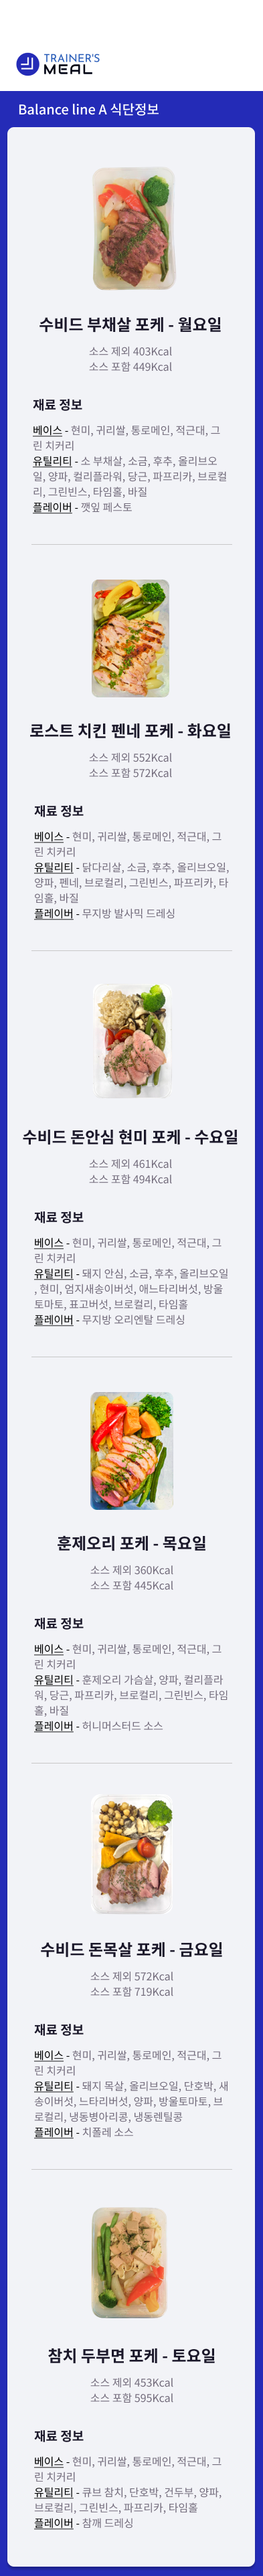 TRAINER'S
MEAL
Balance line A 식단정보
수비드 부채살 포케 - 월요일
소스 제외 403Kcal
소스 포함 449Kcal
재료 정보
베이스 - 현미, 귀리쌀, 통로메인, 적근대, 그
린 치커리
유틸리티 - 소 부채살, 소금, 후추, 올리브오
일, 양파, 컬리플라워, 당근, 파프리카, 브로컬
리, 그린빈스, 타임홀, 바질
플레이버 - 깻잎 페스토
로스트 치킨 펜네 포케 - 화요일
소스 제외 552Kcal
소스 포함 572Kcal
재료 정보
베이스 - 현미, 귀리쌀, 통로메인, 적근대, 그
린 치커리
유틸리티 - 닭다리살, 소금, 후추, 올리브오일,
양파, 펜네, 브로컬리, 그린빈스, 파프리카, 타
임홀, 바질
플레이버 - 무지방 발사믹 드레싱
수비드 돈안심 현미 포케 - 수요일
소스 제외 461Kcal
소스 포함 494Kcal
재료 정보
베이스 - 현미, 귀리쌀, 통로메인, 적근대, 그
린 치커리
유틸리티 - 돼지 안심, 소금, 후추, 올리브오일
, 현미, 엄지새송이버섯, 애느타리버섯, 방울
토마토, 표고버섯, 브로컬리, 타임홀
플레이버 - 무지방 오리엔탈 드레싱
훈제오리 포케 - 목요일
소스 제외 360Kcal
소스 포함 445Kcal
재료 정보
베이스 - 현미, 귀리쌀, 통로메인, 적근대, 그
린 치커리
유틸리티 - 훈제오리 가슴살, 양파, 컬리플라
워, 당근, 파프리카, 브로컬리, 그린빈스, 타임
홀, 바질
플레이버 - 허니머스터드 소스
수비드 돈목살 포케 - 금요일
소스 제외 572Kcal
소스 포함 719Kcal
재료 정보
베이스 - 현미, 귀리쌀, 통로메인, 적근대, 그
린 치커리
유틸리티 - 돼지 목살, 올리브오일, 단호박, 새
송이버섯, 느타리버섯, 양파, 방울토마토, 브
로컬리, 냉동병아리콩, 냉동렌틸콩
플레이버 - 치폴레 소스
참치 두부면 포케 - 토요일
소스 제외 453Kcal
소스 포함 595Kcal
재료 정보
베이스 - 현미, 귀리쌀, 통로메인, 적근대, 그
린 치커리
유틸리티 - 큐브 참치, 단호박, 건두부, 양파,
브로컬리, 그린빈스, 파프리카, 타임홀
플레이버 - 참깨 드레싱